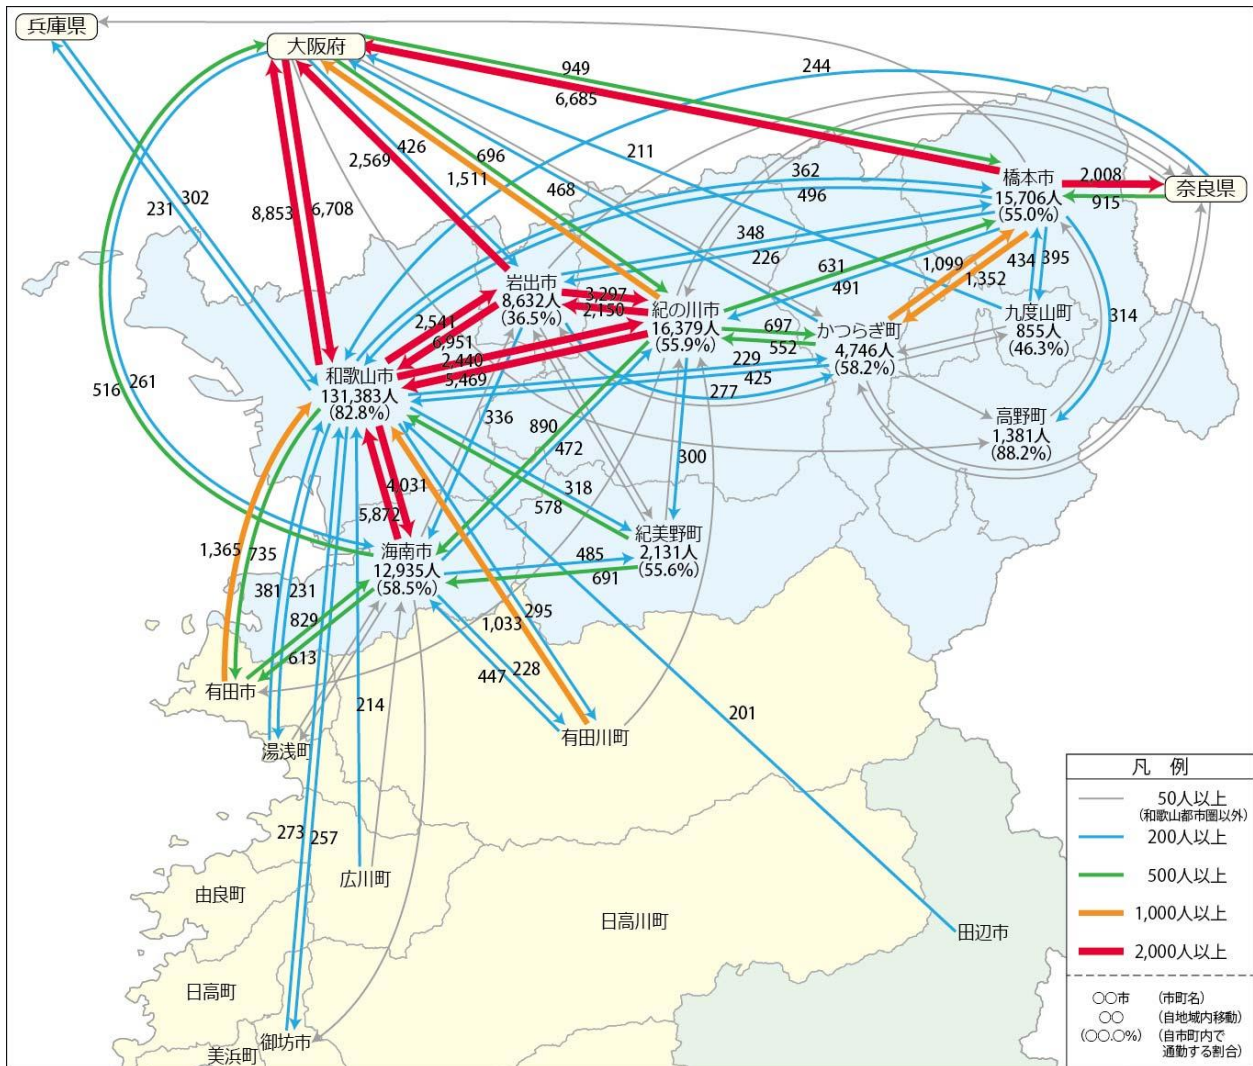 兵庫県
大阪府
949
6,685
244
302
231
8,853
6,708
2,569
426
696
1,511
468
211
362
496
橋本市
15,706人
(55.0%)
2,008
915
奈良県
348
226
631
491
1,099
1,352
434
395
314
岩出市
8,632人
(36.5%)
3,297
2,150
紀の川市
16,379人
(55.9%)
697
552
かつらぎ町
4,746人
(58.2%)
九度山町
855人
(46.3%)
高野町
1,381人
(88.2%)
2,541
6,951
2,440
5,469
和歌山市
131,383人
(82.8%)
229
425
277
516
261
336
890
472
300
4,031
5,872
318
578
海南市
12,935人
(58.5%)
紀美野町
2,131人
(55.6%)
485
691
1,365
735
381
231
829
613
1,033
295
447
228
214
201
有田市
湯浅町
有田川町
273
257
広川町
由良町
日高川町
田辺市
日高町
御坊市
美浜町
凡 例
50人以上
(和歌山都市圏以外)
200人以上
500人以上
1,000人以上
2,000人以上
○○市 (市町名)
○○ (自地域内移動)
(○○.○%) (自市町内で
通勤する割合)